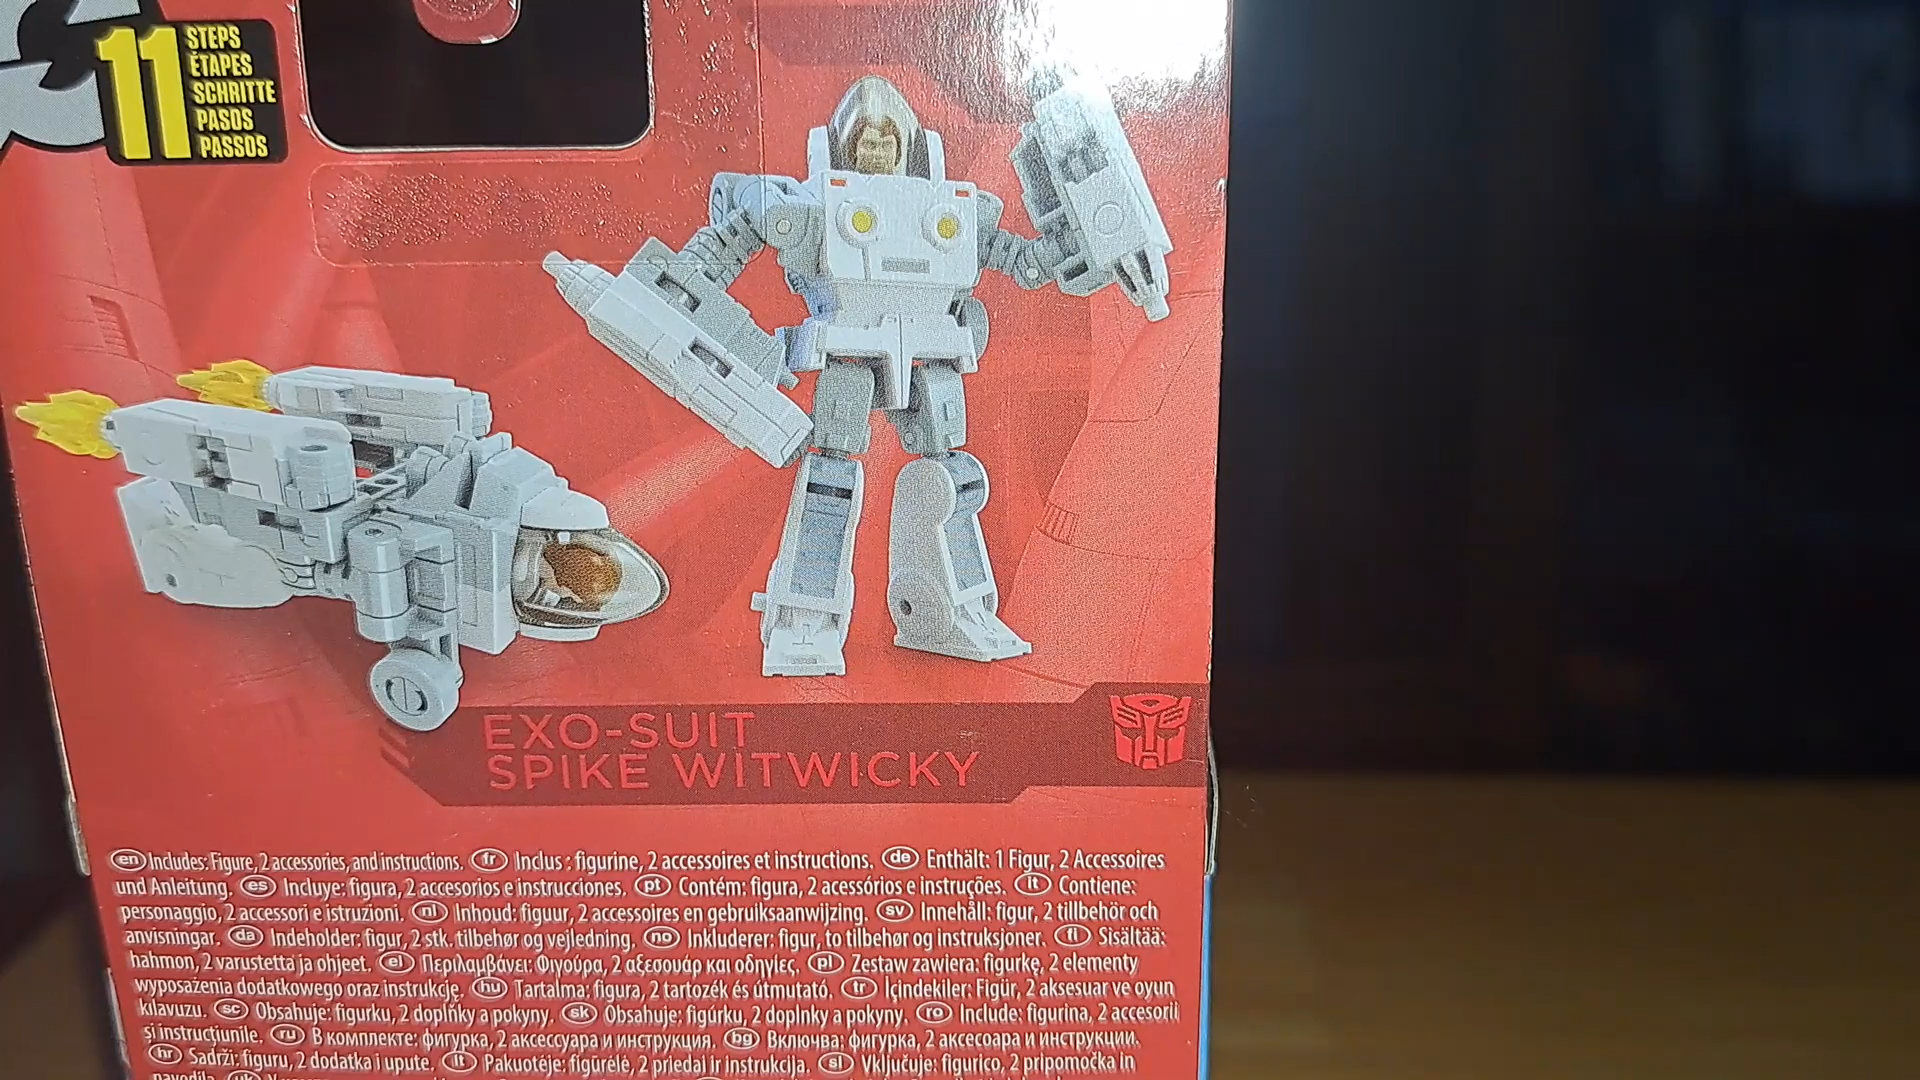 11
STEPS
ÉTAPES
SCHRITTE
PASOS
PASSOS
EXO-SUIT
SPIKE WITWICKY
en Includes: Figure, 2 accessories, and instructions. fr Inclus : figurine, 2 accessoires et instructions. de Enthält: 1 Figur, 2 Accessoires
und Anleitung. es Incluye: figura, 2 accesorios e instrucciones. pt Contém: figura, 2 acessórios e instruções. it Contiene:
personaggio, 2 accessori e istruzioni. nl Inhoud: figuur, 2 accessoires en gebruiksaanwijzing. sv Innehåll: figur, 2 tillbehör och
anvisningar. da Indeholder: figur, 2 stk. tilbehør og vejledning. no Inkluderer: figur, to tilbehør og instruksjoner. fi Sisältää:
hahmon, 2 varustetta ja ohjeet. el Περιλαμβάνει: Φιγούρα, 2 αξεσουάρ και οδηγίες. pl Zestaw zawiera: figurkę, 2 elementy
wyposażenia dodatkowego oraz instrukcję. hu Tartalma: figura, 2 tartozék és útmutató. tr İçindekiler: Figür, 2 aksesuar ve oyun
kılavuzu. sc Obsahuje: figurku, 2 doplňky a pokyny. sk Obsahuje: figúrku, 2 doplnky a pokyny. ro Include: figurina, 2 accesorii
și instrucțiunile. ru В комплекте: фигурка, 2 аксессуара и инструкция. bg Включва: фигурка, 2 аксесоара и инструкции.
hr Sadrži: figuru, 2 dodatka i upute. lt Pakuotėje: figūrėlė, 2 priedai ir instrukcija. sl Vključuje: figurico, 2 pripomočka in
navodila.